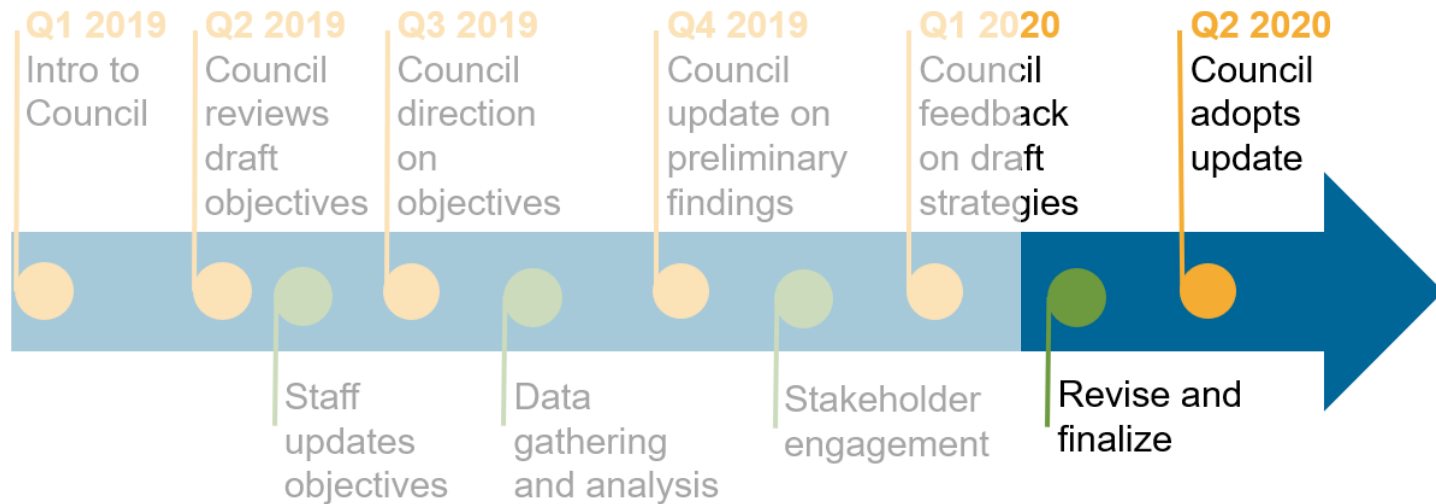 Q1 2019
Intro to
Council
Q2 2019
Council
reviews
draft
objectives
Q3 2019
Council
direction
on
objectives
Q4 2019
Council
update on
preliminary
findings
Q1 2020
Council
feedback
on draft
strategies
Q2 2020
Council
adopts
update
Staff
updates
objectives
Data
gathering
and analysis
Stakeholder
engagement
Revise and
finalize